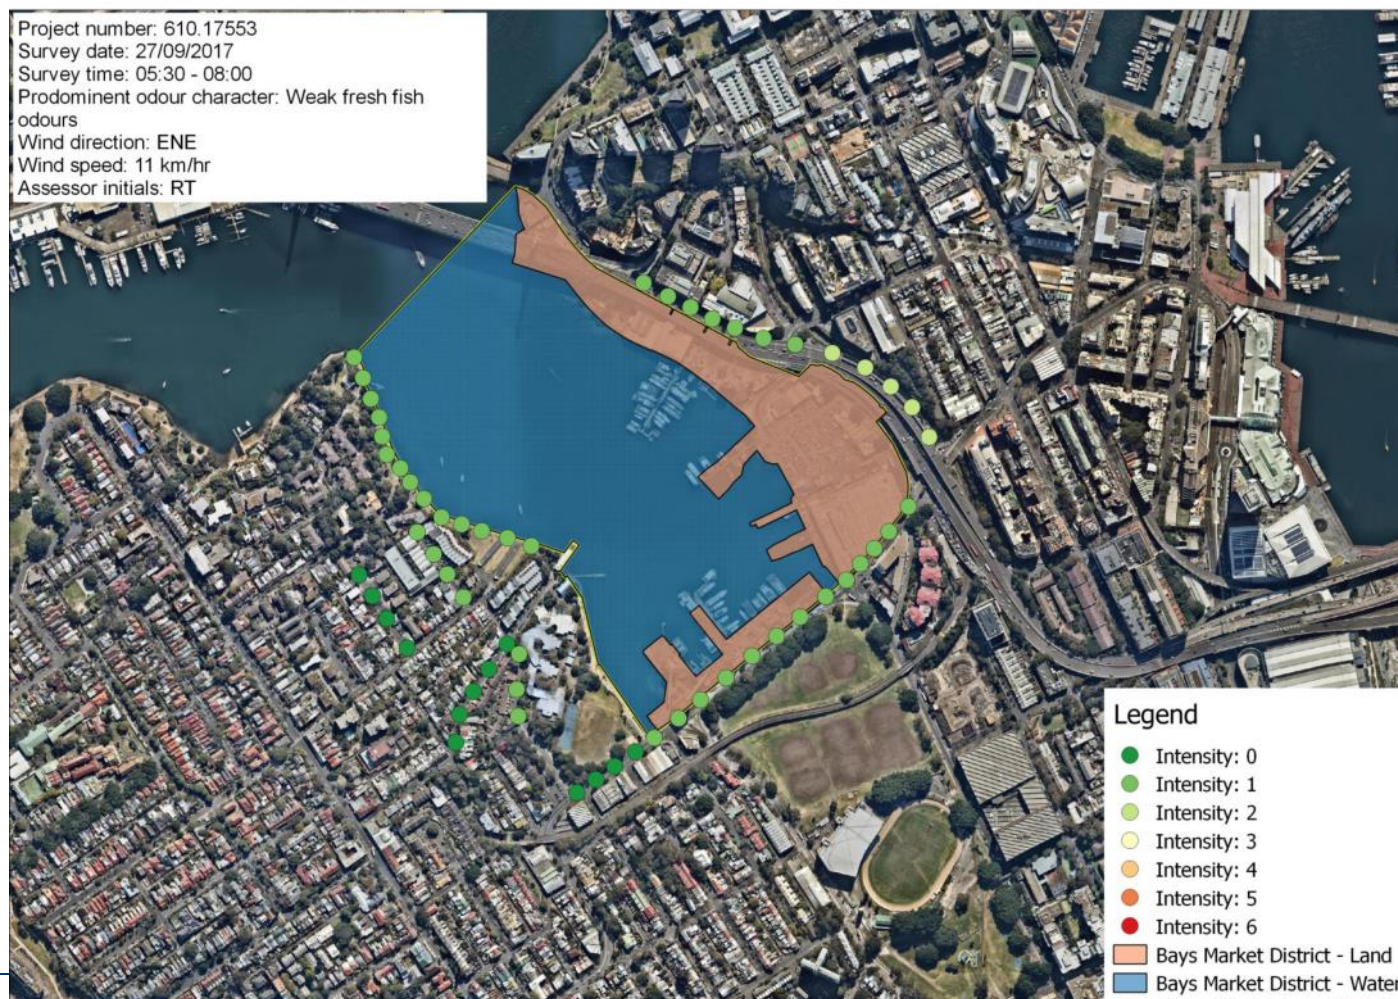 Project number: 610.17553
Survey date: 27/09/2017
Survey time: 05:30 - 08:00
Prodominent odour character: Weak fresh fish
odours
Wind direction: ENE
Wind speed: 11 km/hr
Assessor initials: RT
Legend
Intensity: 0
Intensity: 1
Intensity: 2
Intensity: 3
Intensity: 4
Intensity: 5
Intensity: 6
Bays Market District - Land
Bays Market District - Water